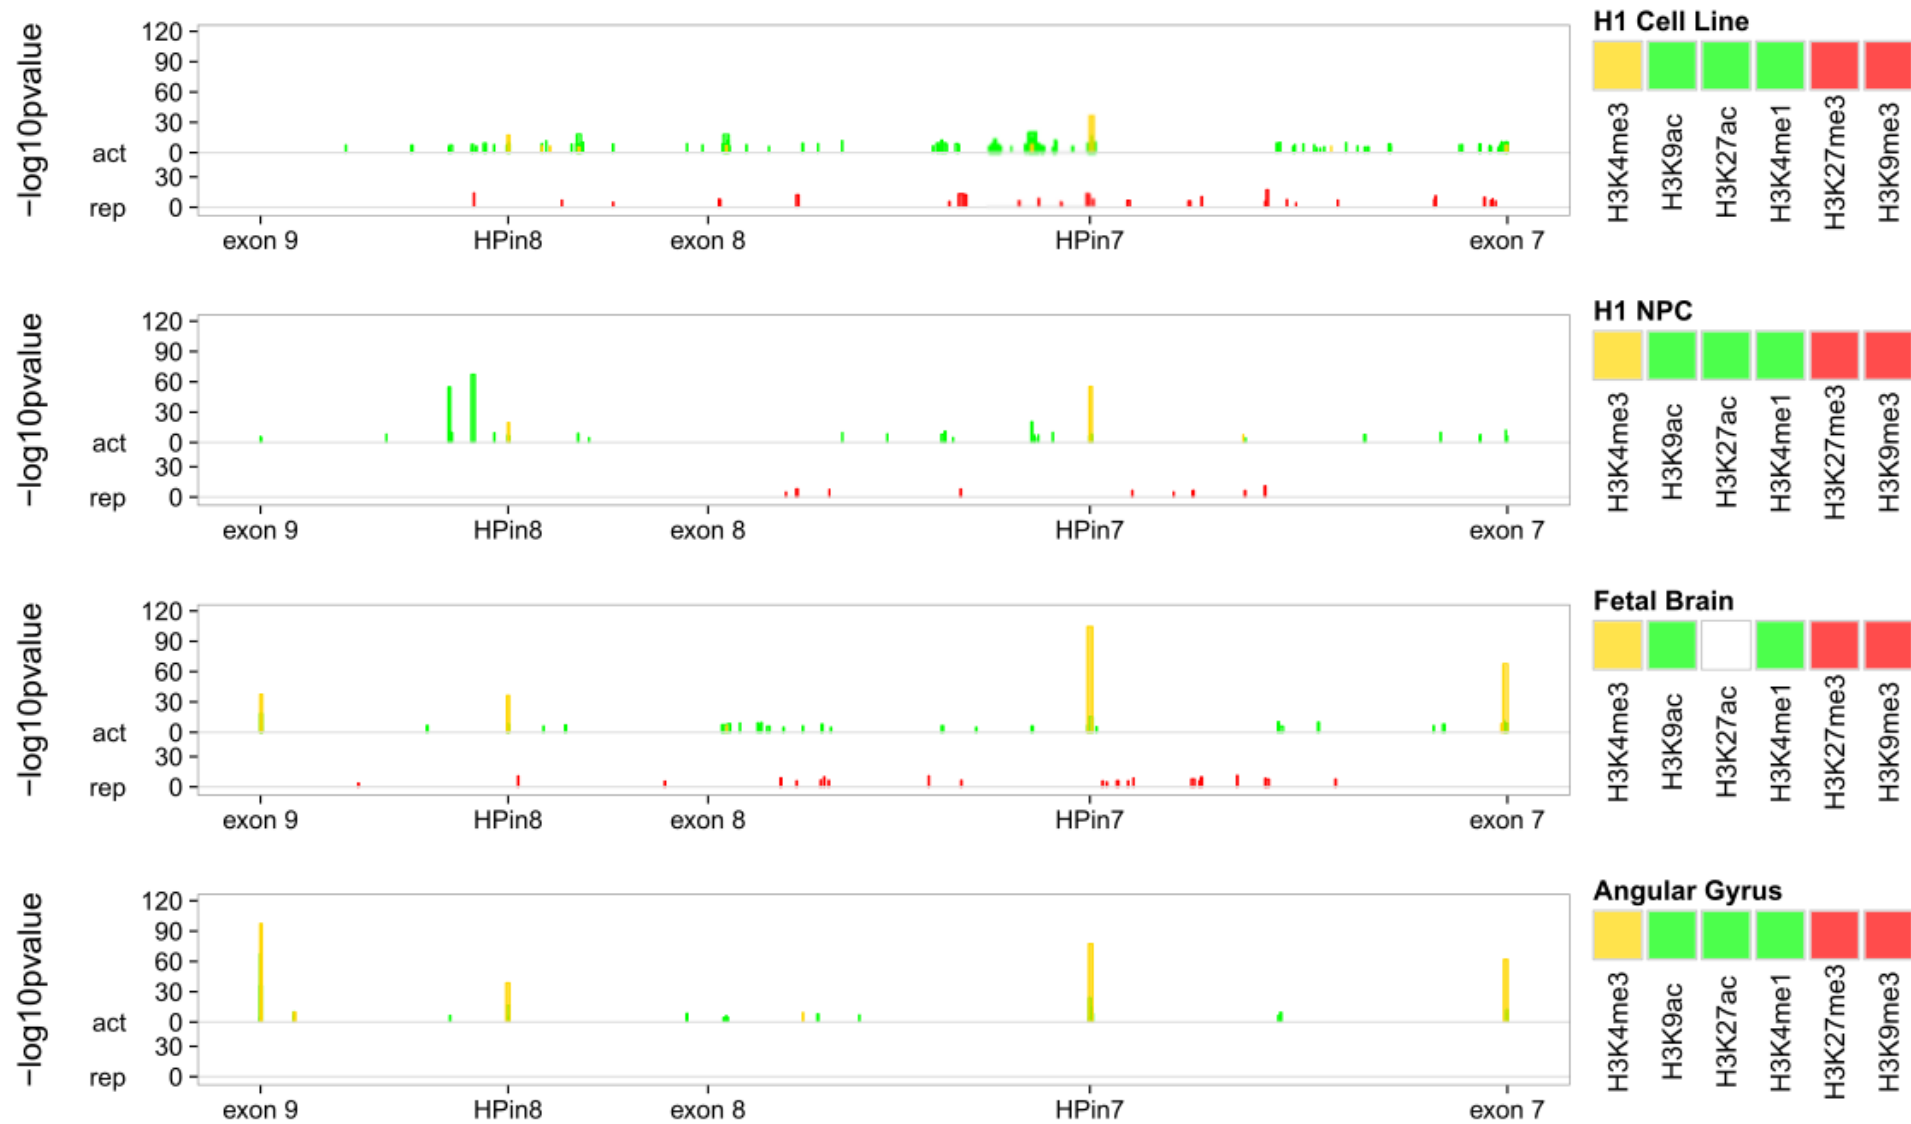 H1 Cell Line
−log10pvalue
120
90
60
30
act 0
30
rep 0
exon 9 HPin8 exon 8 HPin7 exon 7
H3K4me3 H3K9ac H3K27ac H3K4me1 H3K27me3 H3K9me3
H1 NPC
−log10pvalue
120
90
60
30
act 0
30
rep 0
exon 9 HPin8 exon 8 HPin7 exon 7
H3K4me3 H3K9ac H3K27ac H3K4me1 H3K27me3 H3K9me3
Fetal Brain
−log10pvalue
120
90
60
30
act 0
30
rep 0
exon 9 HPin8 exon 8 HPin7 exon 7
H3K4me3 H3K9ac H3K27ac H3K4me1 H3K27me3 H3K9me3
Angular Gyrus
−log10pvalue
120
90
60
30
act 0
30
rep 0
exon 9 HPin8 exon 8 HPin7 exon 7
H3K4me3 H3K9ac H3K27ac H3K4me1 H3K27me3 H3K9me3